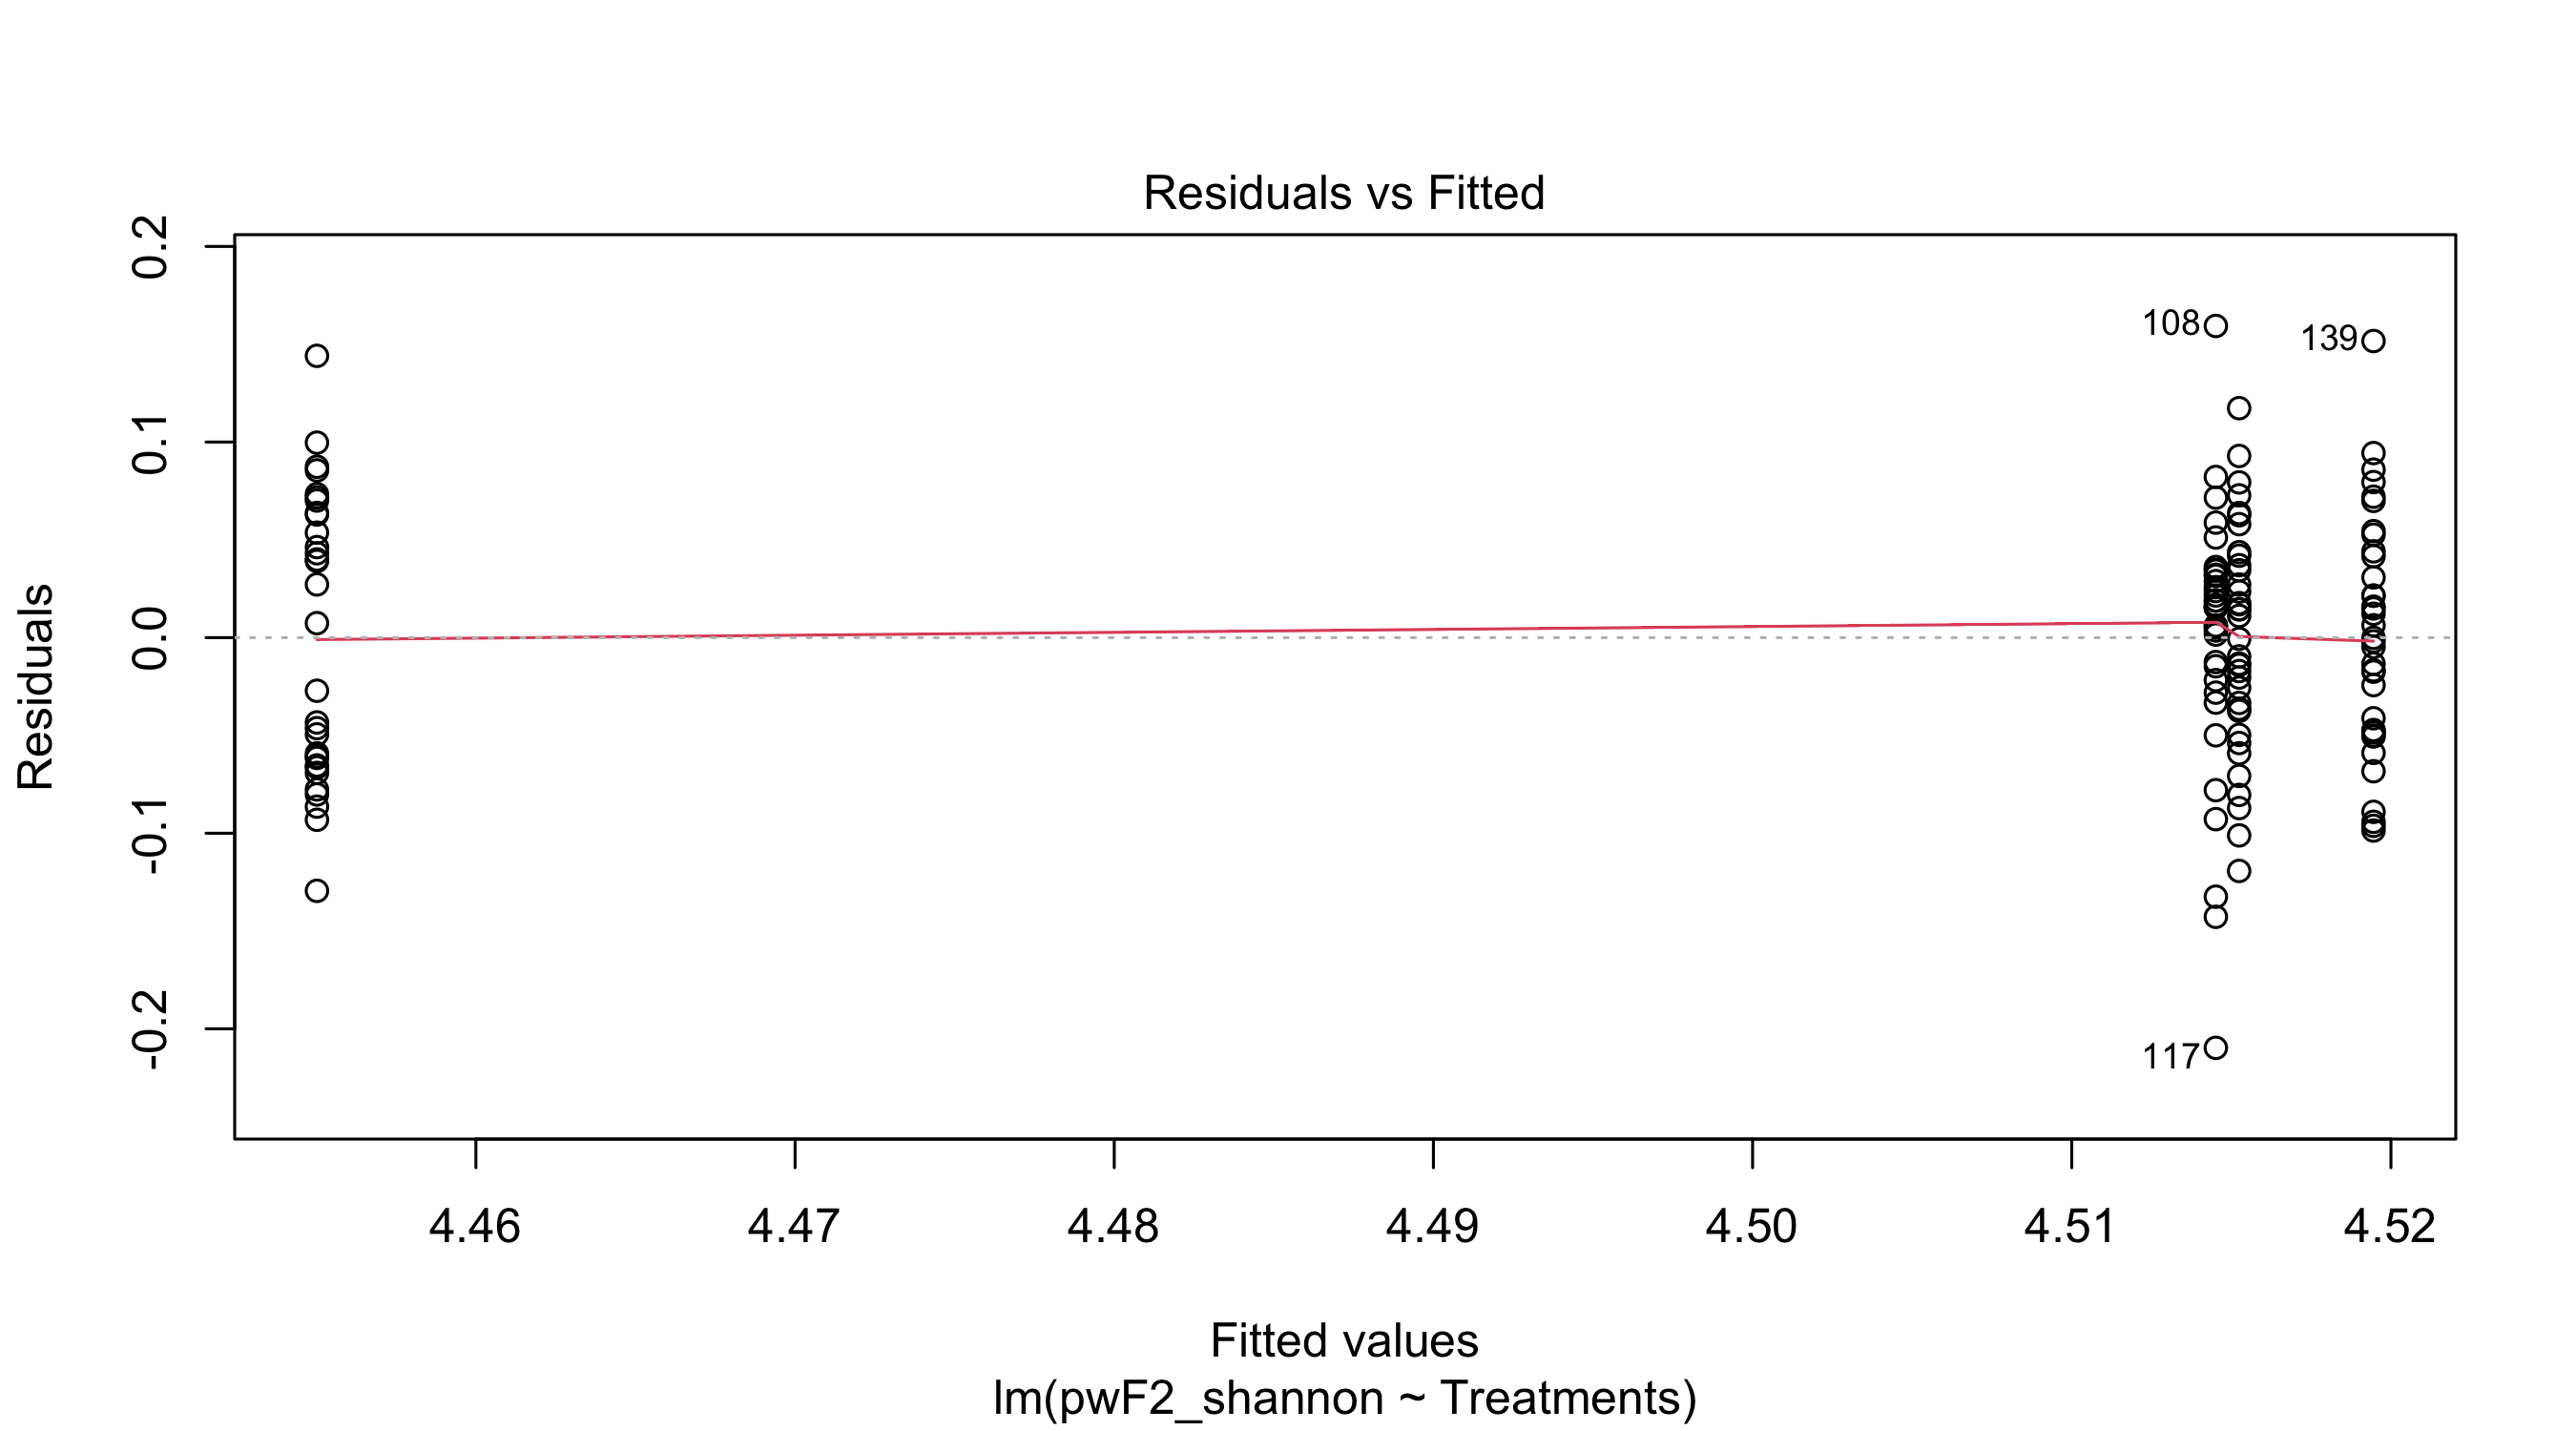 Residuals vs Fitted
0.2
0.1
0.0
-0.1
-0.2
Residuals
108
139
117
4.46 4.47 4.48 4.49 4.50 4.51 4.52
Fitted values
lm(pwF2_shannon ~ Treatments)